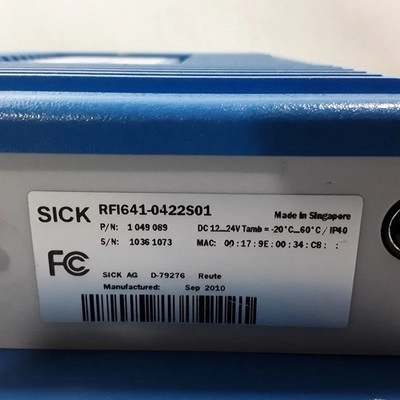 SICK RFI641-0422S01
Made in Singapore
P/N: 1 049 089 DC 12...24V Tamb = -20°C...60°C / IP40
S/N: 1036 1073 MAC: 00:17:9E:00:34:C8: :
FC
SICK AG D-79276 Reute
Manufactured: Sep 2010